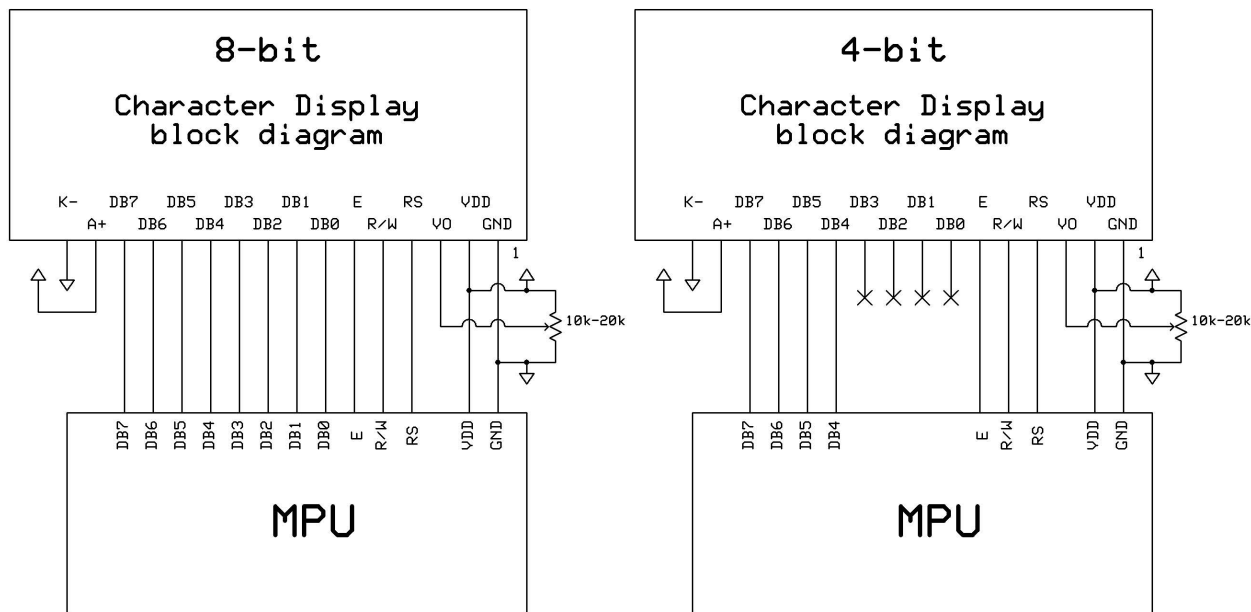 8-bit
Character Display
block diagram
K- DB7 DB5 DB3 DB1 E RS VDD
A+ DB6 DB4 DB2 DB0 R/W VO GND
1
10k-20k
DB7 DB6 DB5 DB4 DB3 DB2 DB1 DB0 E R/W RS VDD GND
MPU
4-bit
Character Display
block diagram
K- DB7 DB5 DB3 DB1 E RS VDD
A+ DB6 DB4 DB2 DB0 R/W VO GND
1
10k-20k
DB7 DB6 DB5 DB4 E R/W RS VDD GND
MPU